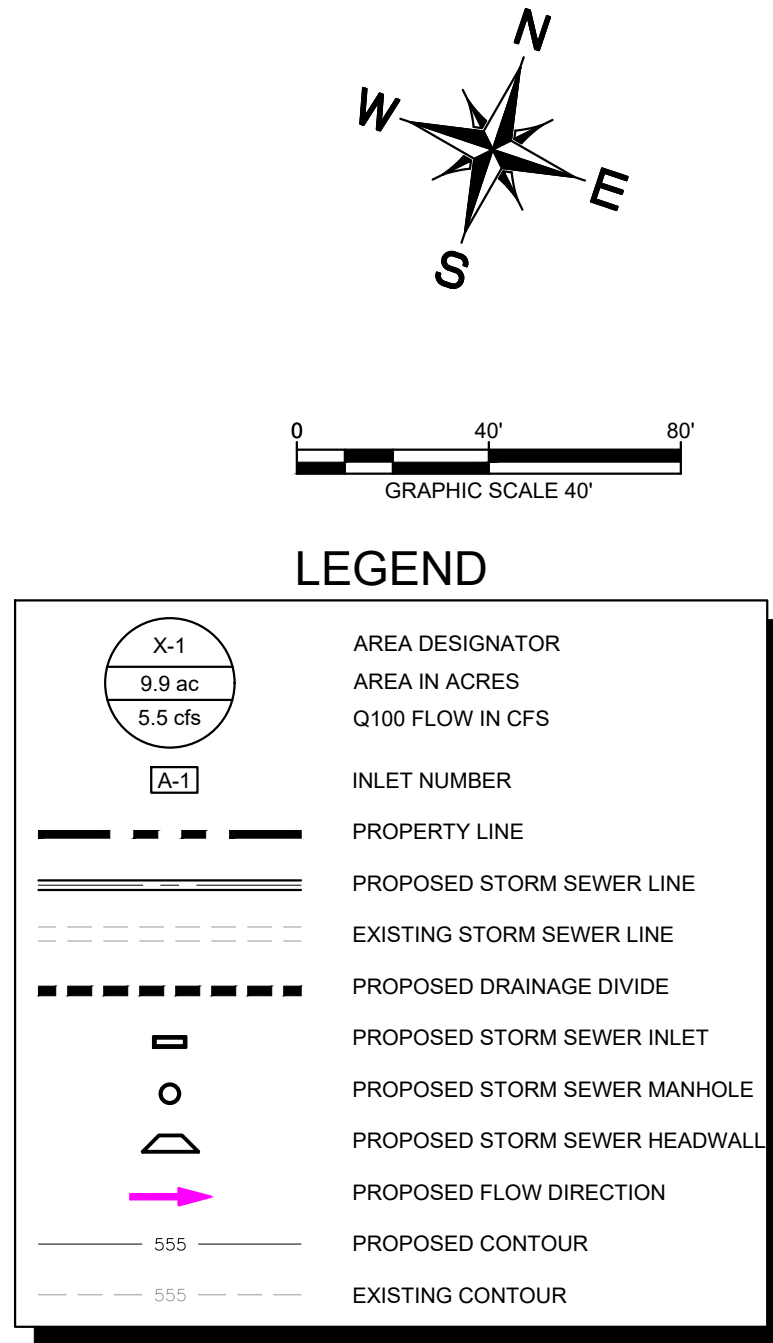 N
W
E
S
0 40' 80'
GRAPHIC SCALE 40'
LEGEND
X-1 AREA DESIGNATOR
9.9 ac AREA IN ACRES
5.5 cfs Q100 FLOW IN CFS
A-1 INLET NUMBER
PROPERTY LINE
PROPOSED STORM SEWER LINE
EXISTING STORM SEWER LINE
PROPOSED DRAINAGE DIVIDE
PROPOSED STORM SEWER INLET
PROPOSED STORM SEWER MANHOLE
PROPOSED STORM SEWER HEADWALL
PROPOSED FLOW DIRECTION
555 PROPOSED CONTOUR
555 EXISTING CONTOUR